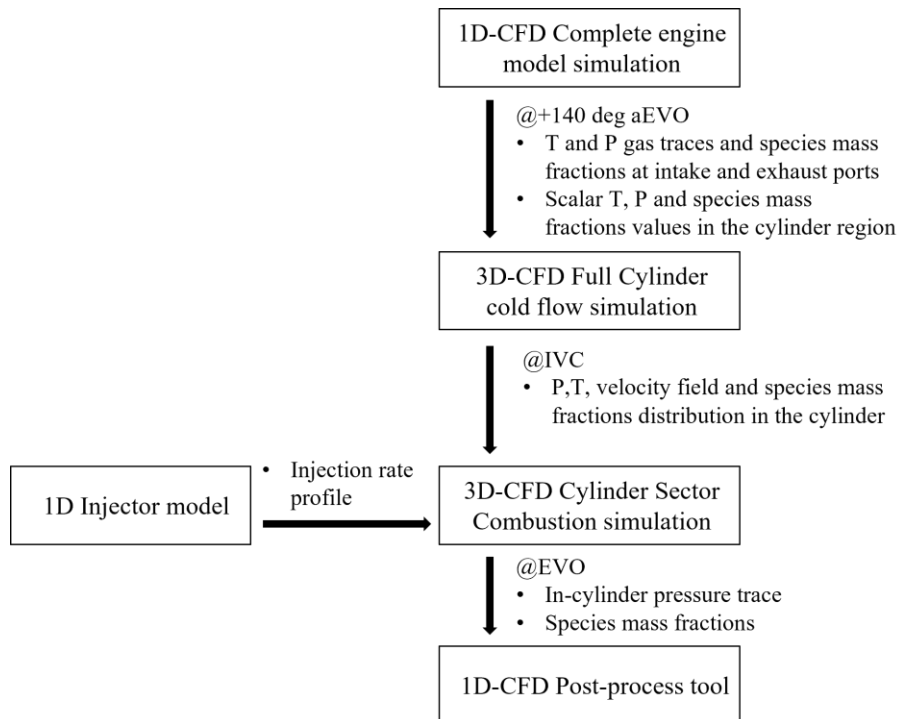 1D-CFD Complete engine
model simulation
@+140 deg aEVO
• T and P gas traces and species mass
fractions at intake and exhaust ports
• Scalar T, P and species mass
fractions values in the cylinder region
3D-CFD Full Cylinder
cold flow simulation
@IVC
• P,T, velocity field and species mass
fractions distribution in the cylinder
1D Injector model
• Injection rate
profile
3D-CFD Cylinder Sector
Combustion simulation
@EVO
• In-cylinder pressure trace
• Species mass fractions
1D-CFD Post-process tool